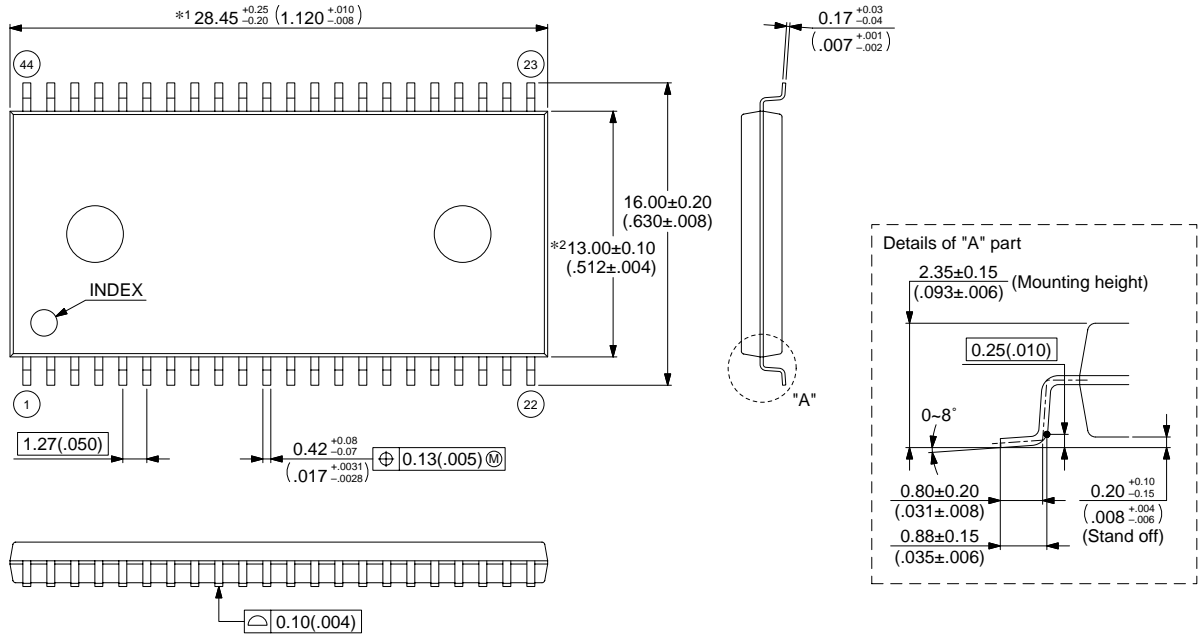 *1 28.45 +0.25 −0.20 (1.120 +.010 −.008)
0.17 +0.03 −0.04
(.007 +.001 −.002)
44
23
16.00±0.20
(.630±.008)
*2 13.00±0.10
(.512±.004)
INDEX
1
22
"A"
1.27(.050)
0.42 +0.08 −0.07
(.017 +.0031 −.0028)
⌖ 0.13(.005) Ⓜ
⌓ 0.10(.004)
Details of "A" part
2.35±0.15
(.093±.006)
(Mounting height)
0.25(.010)
0~8°
0.80±0.20
(.031±.008)
0.88±0.15
(.035±.006)
0.20 +0.10 −0.15
(.008 +.004 −.006)
(Stand off)